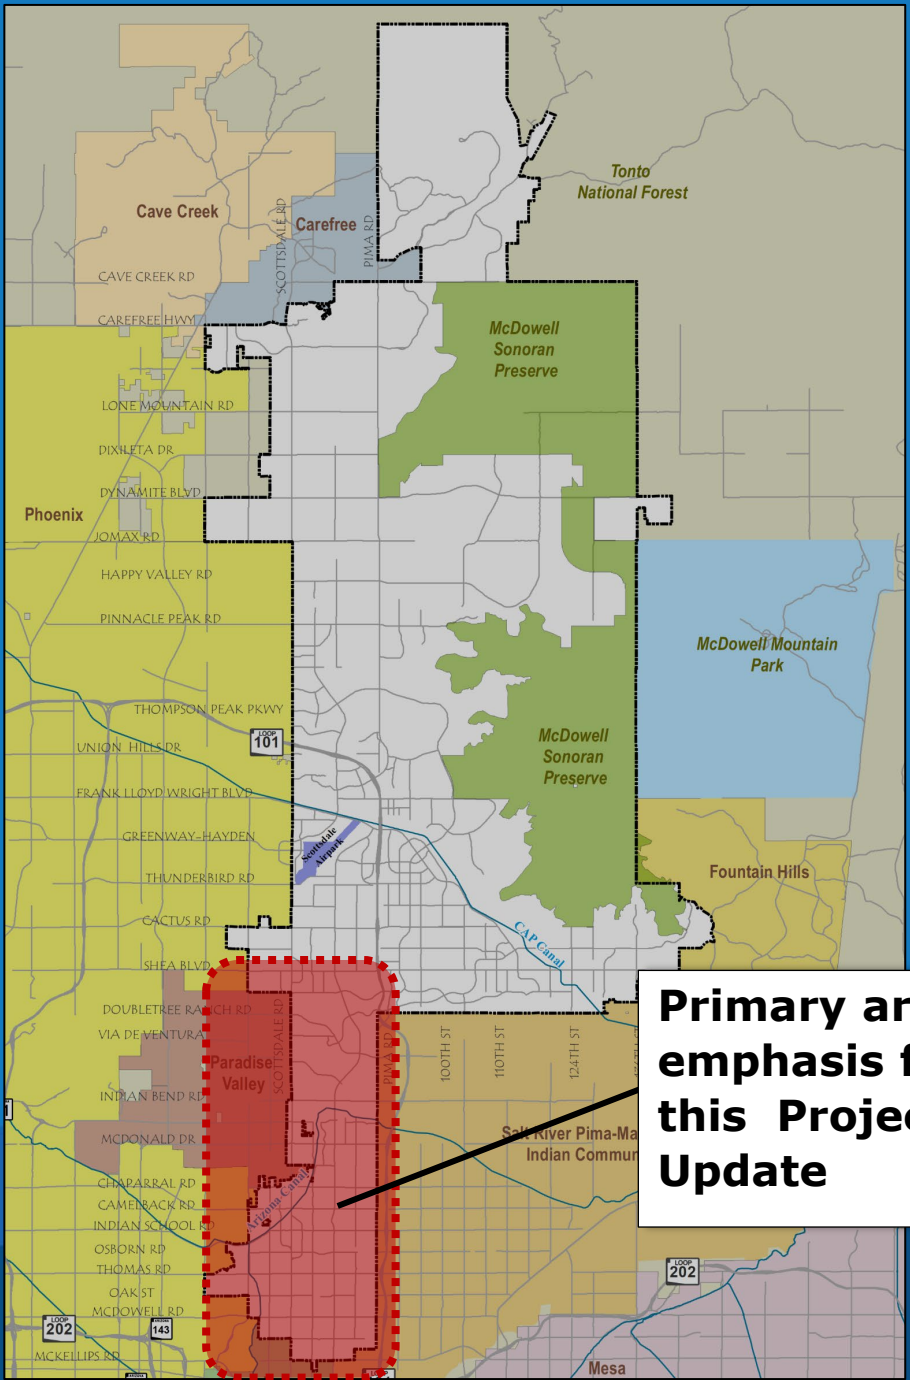 Tonto
National Forest
Cave Creek
SCOTTSDALE RD
Carefree
PIMA RD
CAVE CREEK RD
CAREFREE HWY
McDowell
Sonoran
Preserve
LONE MOUNTAIN RD
DIXILETA DR
DYNAMITE BLVD
Phoenix
JOMAX RD
HAPPY VALLEY RD
PINNACLE PEAK RD
McDowell Mountain
Park
THOMPSON PEAK PKWY
LOOP
101
UNION HILLS DR
McDowell
Sonoran
Preserve
FRANK LLOYD WRIGHT BLVD
GREENWAY-HAYDEN
Scottsdale
Airpark
THUNDERBIRD RD
Fountain Hills
CACTUS RD
CAP Canal
SHEA BLVD
DOUBLETREE RANCH RD
SCOTTSDALE RD
VIA DE VENTURA
PIMA RD
100TH ST
110TH ST
124TH ST
Paradise
Valley
INDIAN BEND RD
MCDONALD DR
Primary ar
emphasis f
this Projec
Update
Salt River Pima-Ma
Indian Commun
CHAPARRAL RD
CAMELBACK RD
Arizona Canal
INDIAN SCHOOL RD
OSBORN RD
THOMAS RD
LOOP
202
OAK ST
MCDOWELL RD
LOOP
202
143
MCKELLIPS RD
Mesa